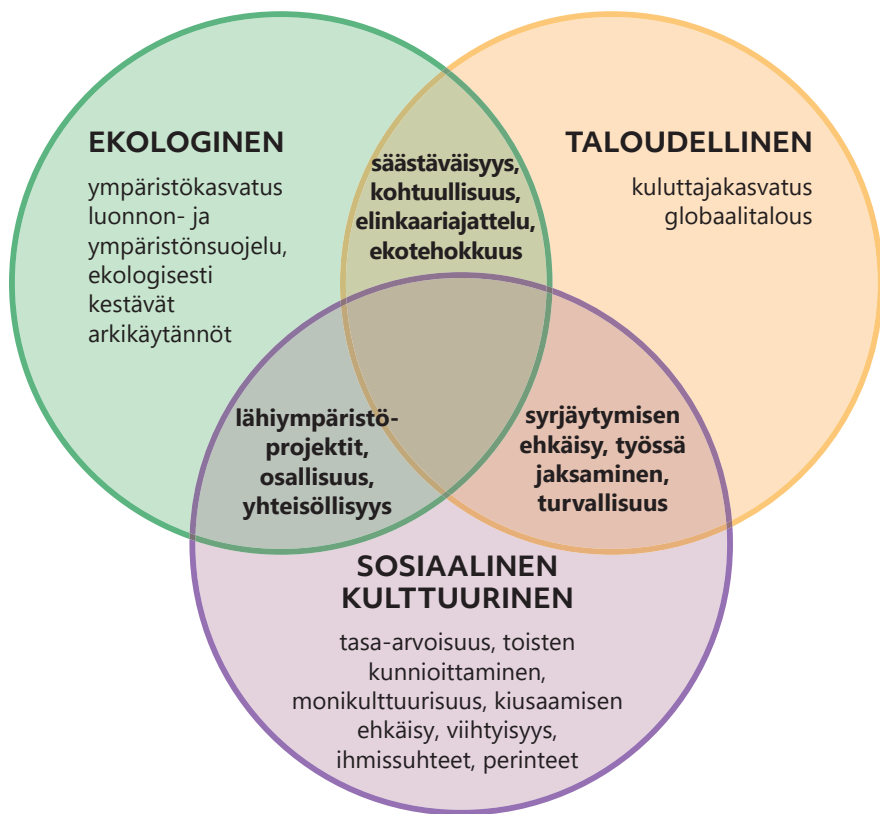 EKOLOGINEN
ympäristökasvatus
luonnon- ja
ympäristönsuojelu,
ekologisesti
kestävät
arkikäytännöt
säästäväisyys,
kohtuullisuus,
elinkaariajattelu,
ekotehokkuus
TALOUDELLINEN
kuluttajakasvatus
globaalitalous
lähiympäristö-
projektit,
osallisuus,
yhteisöllisyys
syrjäytymisen
ehkäisy, työssä
jaksaminen,
turvallisuus
SOSIAALINEN
KULTTUURINEN
tasa-arvoisuus, toisten
kunnioittaminen,
monikulttuurisuus, kiusaamisen
ehkäisy, viihtyisyys,
ihmissuhteet, perinteet